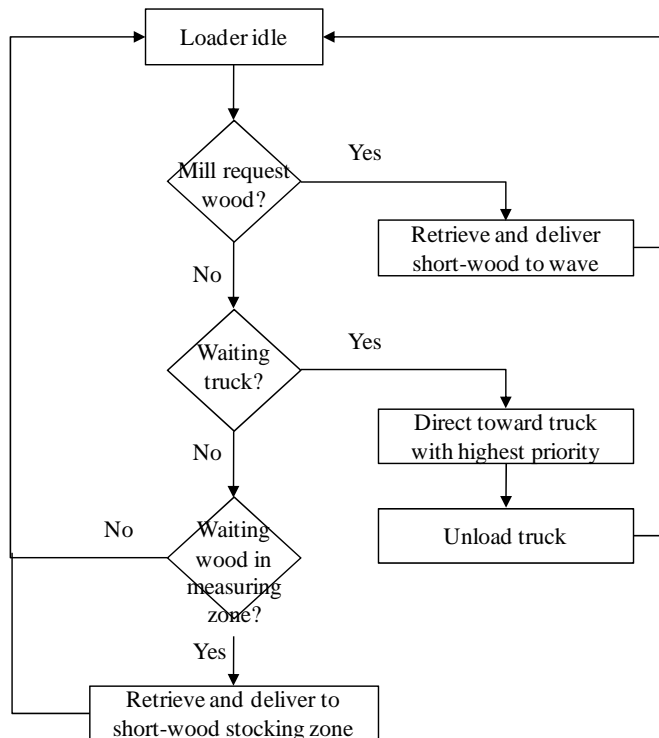 Loader idle
Mill request
wood?
Yes
Retrieve and deliver
short-wood to wave
No
Waiting
truck?
Yes
Direct toward truck
with highest priority
No
Unload truck
No
Waiting
wood in
measuring
zone?
Yes
Retrieve and deliver to
short-wood stocking zone